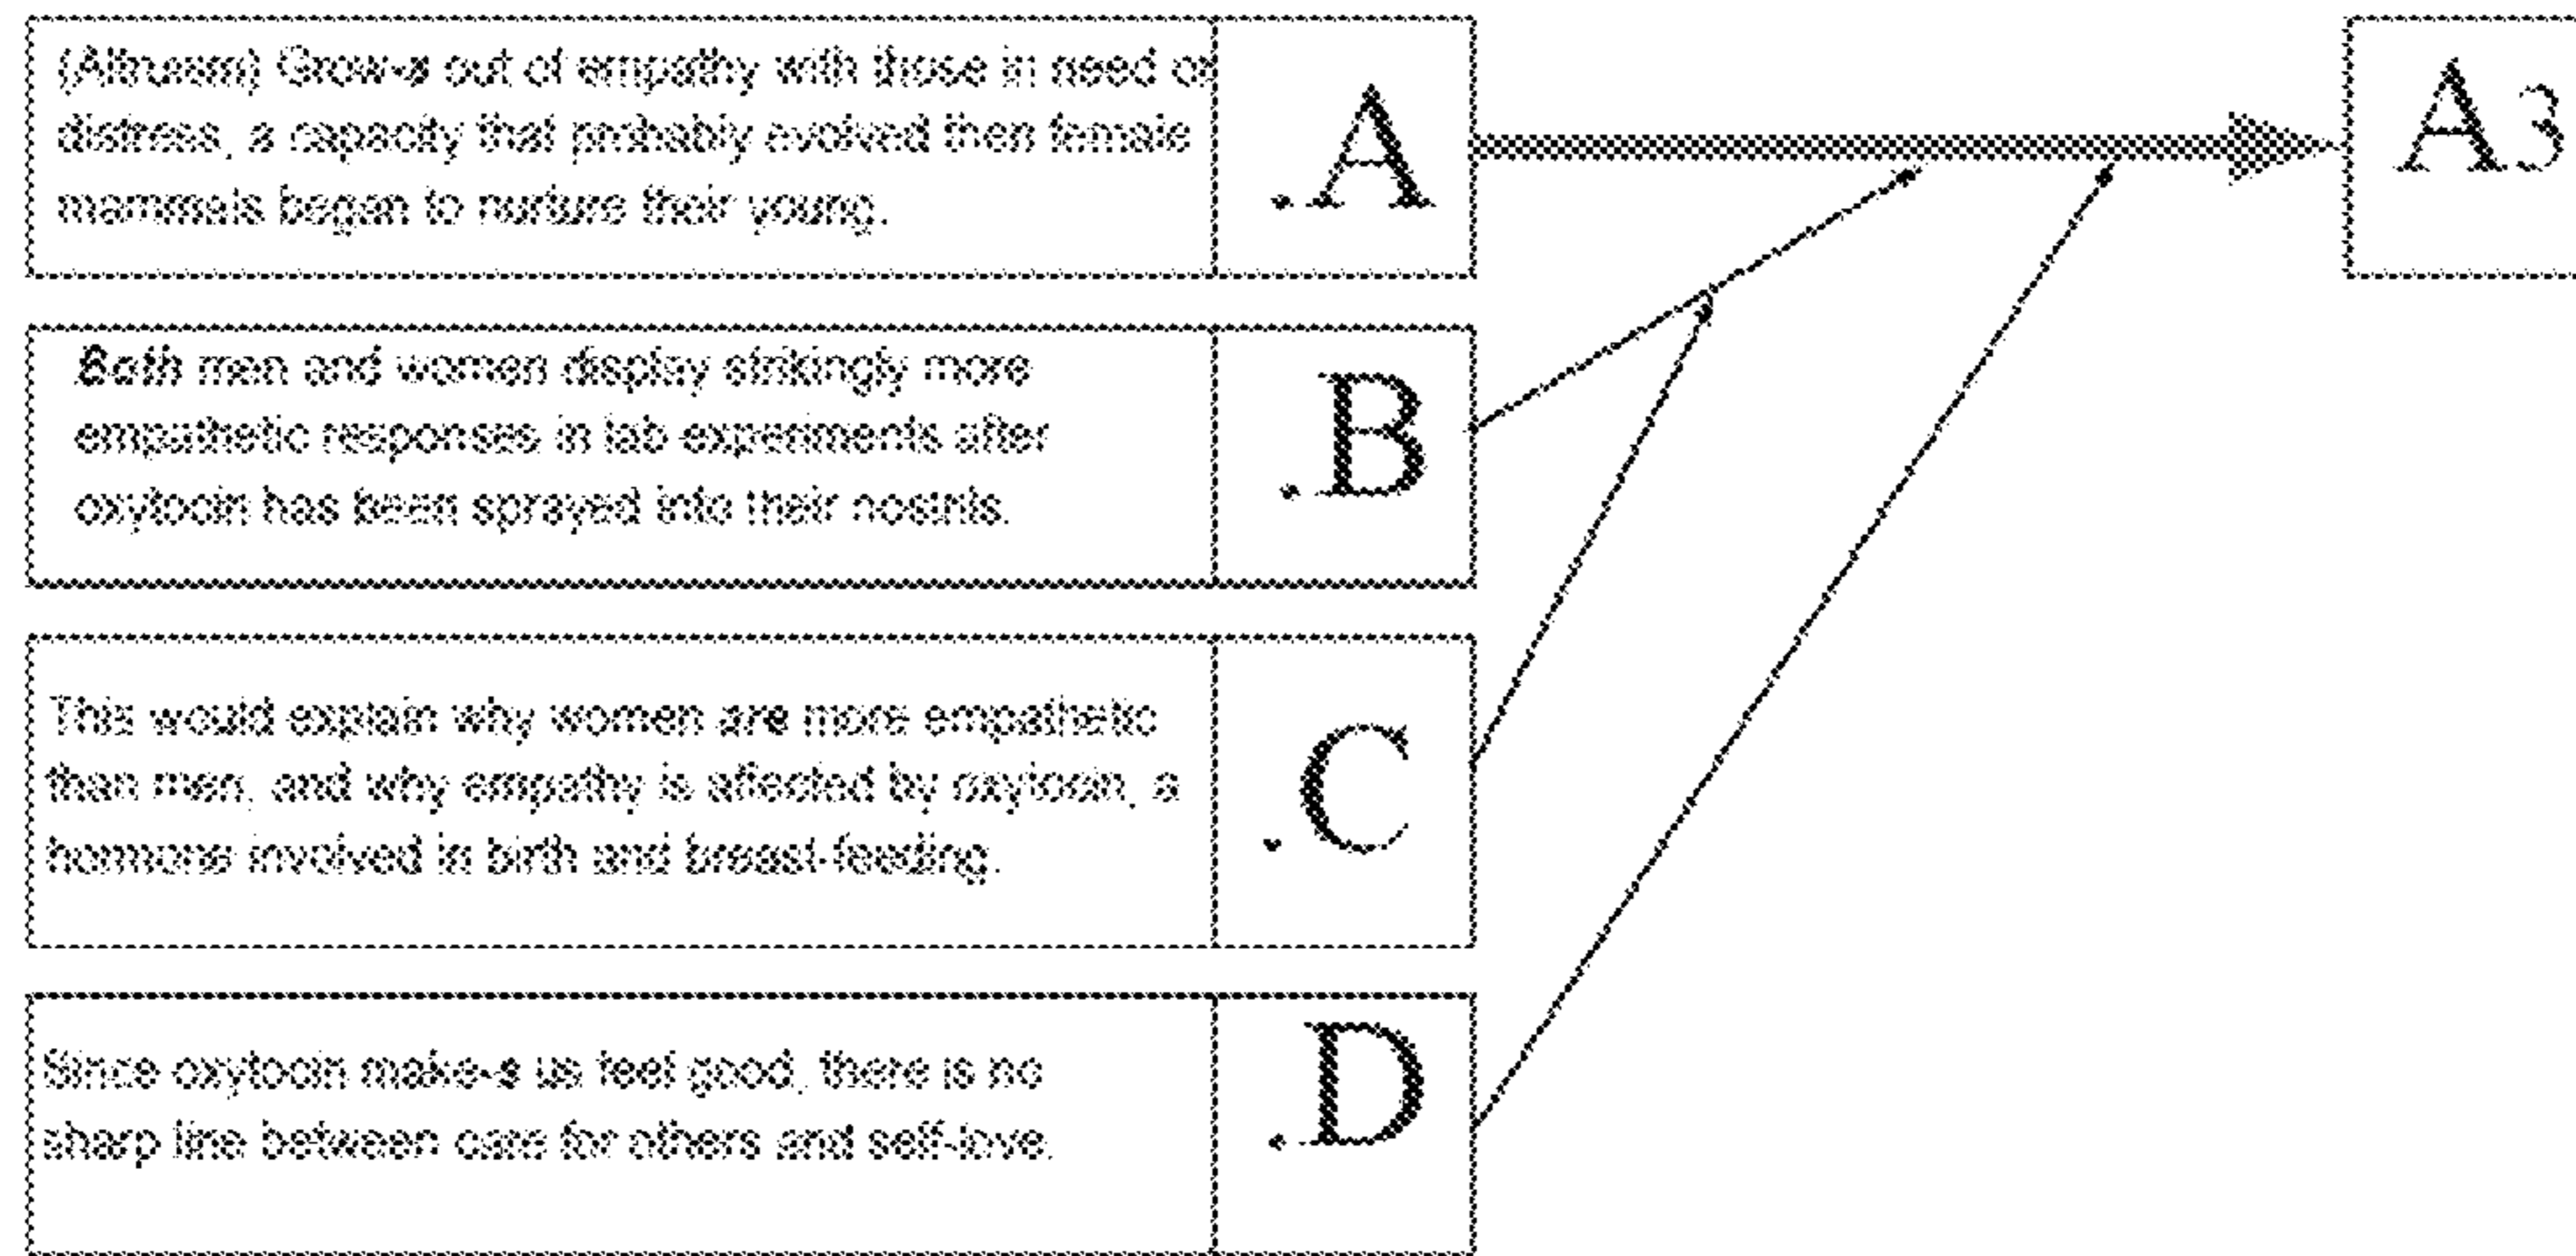 (Altruism) Grow-s out of empathy with those in need or
distress, a capacity that probably evolved then female
mammals began to nurture their young.
.A
A3
Both men and women display strikingly more
empathetic responses in lab experiments after
oxytocin has been sprayed into their nostrils.
.B
This would explain why women are more empathetic
than men, and why empathy is affected by oxytocin, a
hormone involved in birth and breast-feeding.
.C
Since oxytocin make-s us feel good, there is no
sharp line between care for others and self-love.
.D